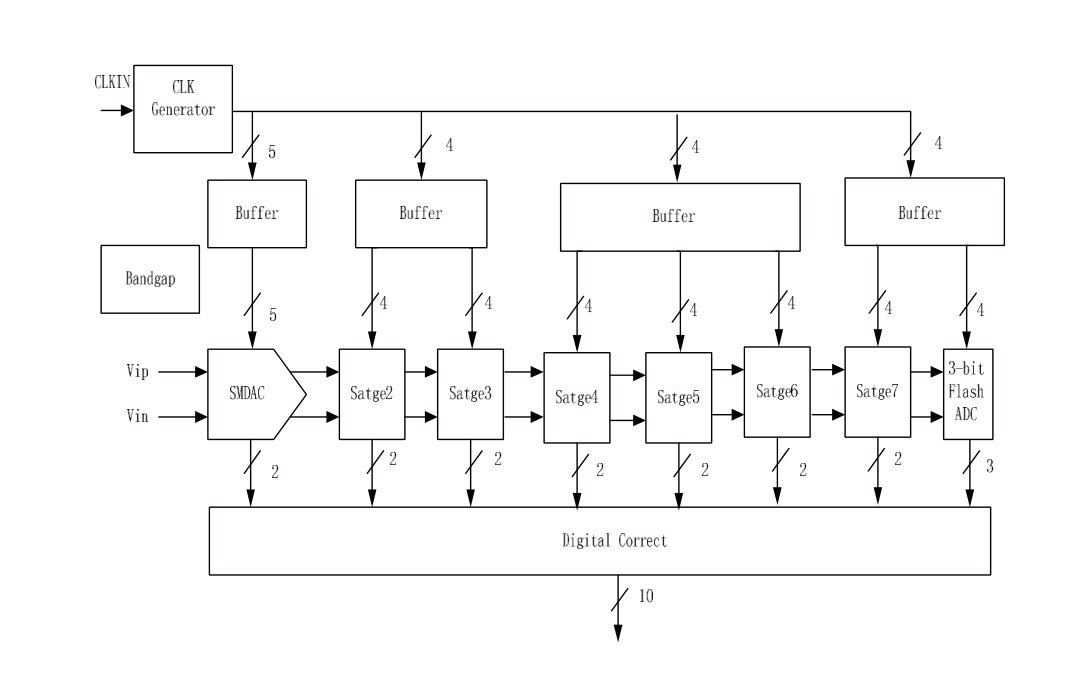 CLKIN
CLK
Generator
5
4
4
4
Buffer
Buffer
Buffer
Buffer
Bandgap
5
4
4
4
4
4
4
4
Vip
Vin
SMDAC
Satge2
Satge3
Satge4
Satge5
Satge6
Satge7
3-bit
Flash
ADC
2
2
2
2
2
2
2
3
Digital Correct
10